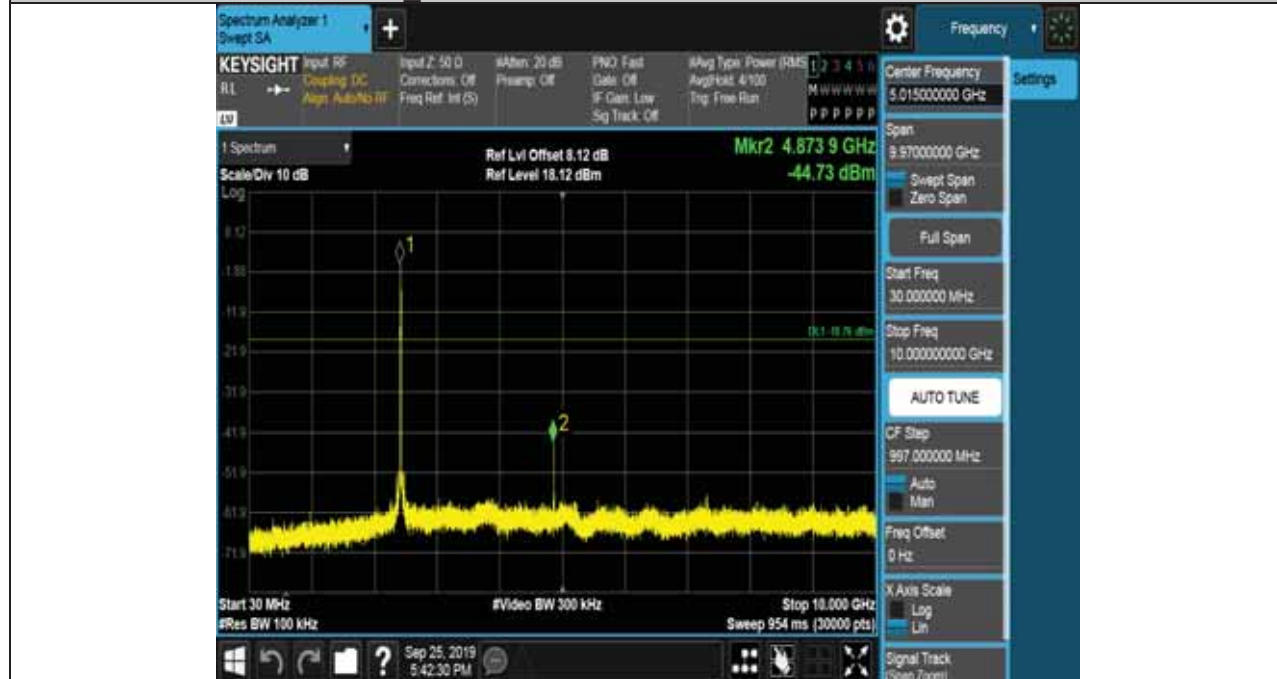 Spectrum Analyzer 1
Swept SA
+
Frequency
KEYSIGHT
RL
LV
Input: RF
Coupling: DC
Align: Auto/No RF
Input Z: 50 Ω
Corrections: Off
Freq Ref: Int (S)
#Atten: 20 dB
Preamp: Off
PNO: Fast
Gate: Off
IF Gain: Low
Sig Track: Off
#Avg Type: Power (RMS
Avg|Hold: 4/100
Trig: Free Run
1 2 3 4 5 6
M W W W W W
P P P P P P
1 Spectrum
Scale/Div 10 dB
Log
Ref Lvl Offset 8.12 dB
Ref Level 18.12 dBm
Mkr2 4.873 9 GHz
-44.73 dBm
8.12
-1.88
-11.9
-21.9
-31.9
-41.9
-51.9
-61.9
-71.9
1
2
Start 30 MHz
#Res BW 100 kHz
#Video BW 300 kHz
Stop 10.000 GHz
Sweep 954 ms (30000 pts)
?
Sep 25, 2019
5:42:30 PM
Center Frequency
5.015000000 GHz
Settings
Span
9.97000000 GHz
Swept Span
Zero Span
Full Span
Start Freq
30.000000 MHz
Stop Freq
10.000000000 GHz
AUTO TUNE
CF Step
997.000000 MHz
Auto
Man
Freq Offset
0 Hz
X Axis Scale
Log
Lin
Signal Track
(Span Zoom)